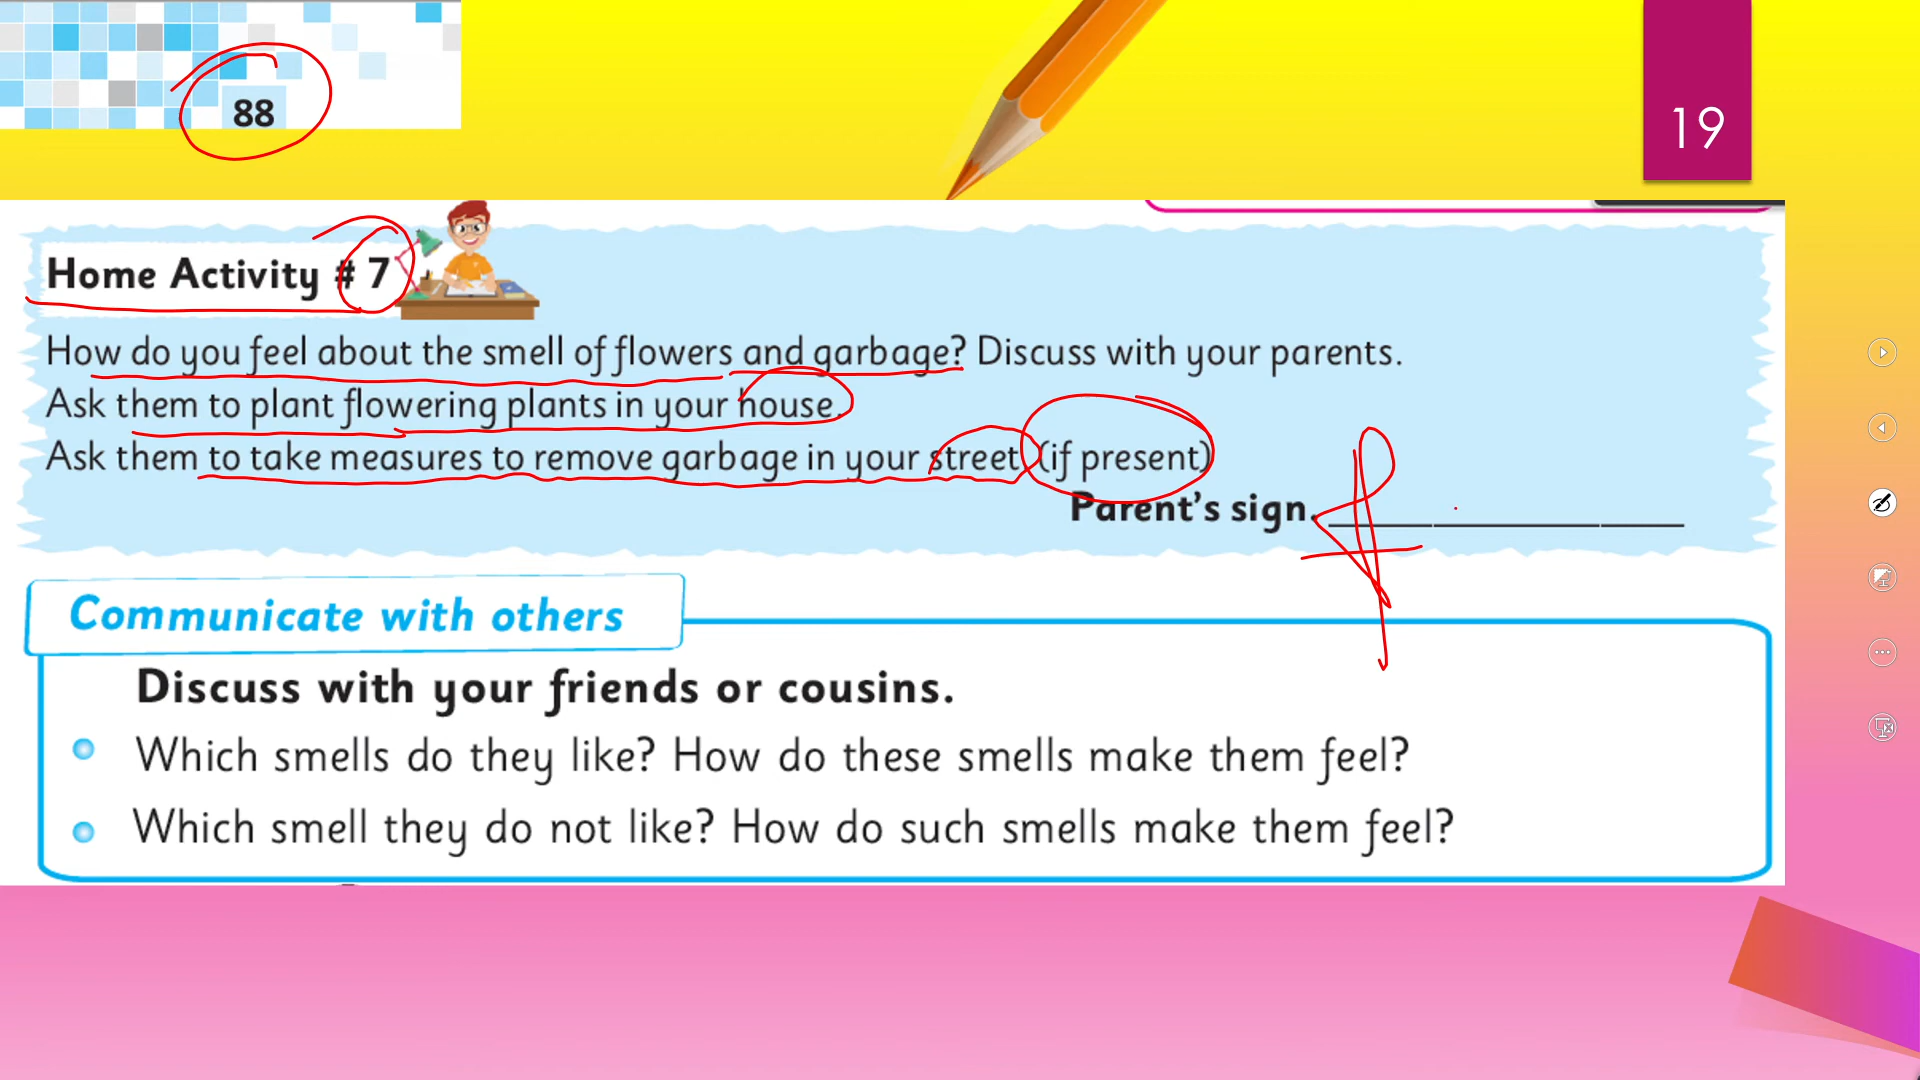 88
19
Home Activity # 7
How do you feel about the smell of flowers and garbage? Discuss with your parents.
Ask them to plant flowering plants in your house.
Ask them to take measures to remove garbage in your street (if present)
Parent's sign. ____________________
Communicate with others
Discuss with your friends or cousins.
Which smells do they like? How do these smells make them feel?
Which smell they do not like? How do such smells make them feel?